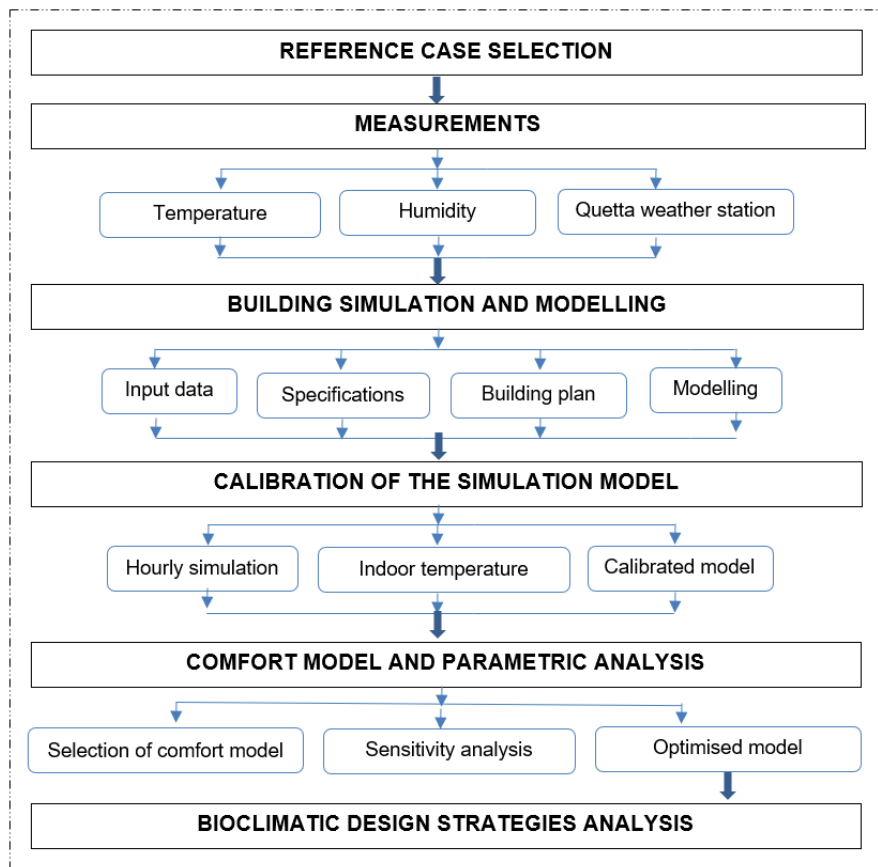 REFERENCE CASE SELECTION
MEASUREMENTS
Temperature
Humidity
Quetta weather station
BUILDING SIMULATION AND MODELLING
Input data
Specifications
Building plan
Modelling
CALIBRATION OF THE SIMULATION MODEL
Hourly simulation
Indoor temperature
Calibrated model
COMFORT MODEL AND PARAMETRIC ANALYSIS
Selection of comfort model
Sensitivity analysis
Optimised model
BIOCLIMATIC DESIGN STRATEGIES ANALYSIS